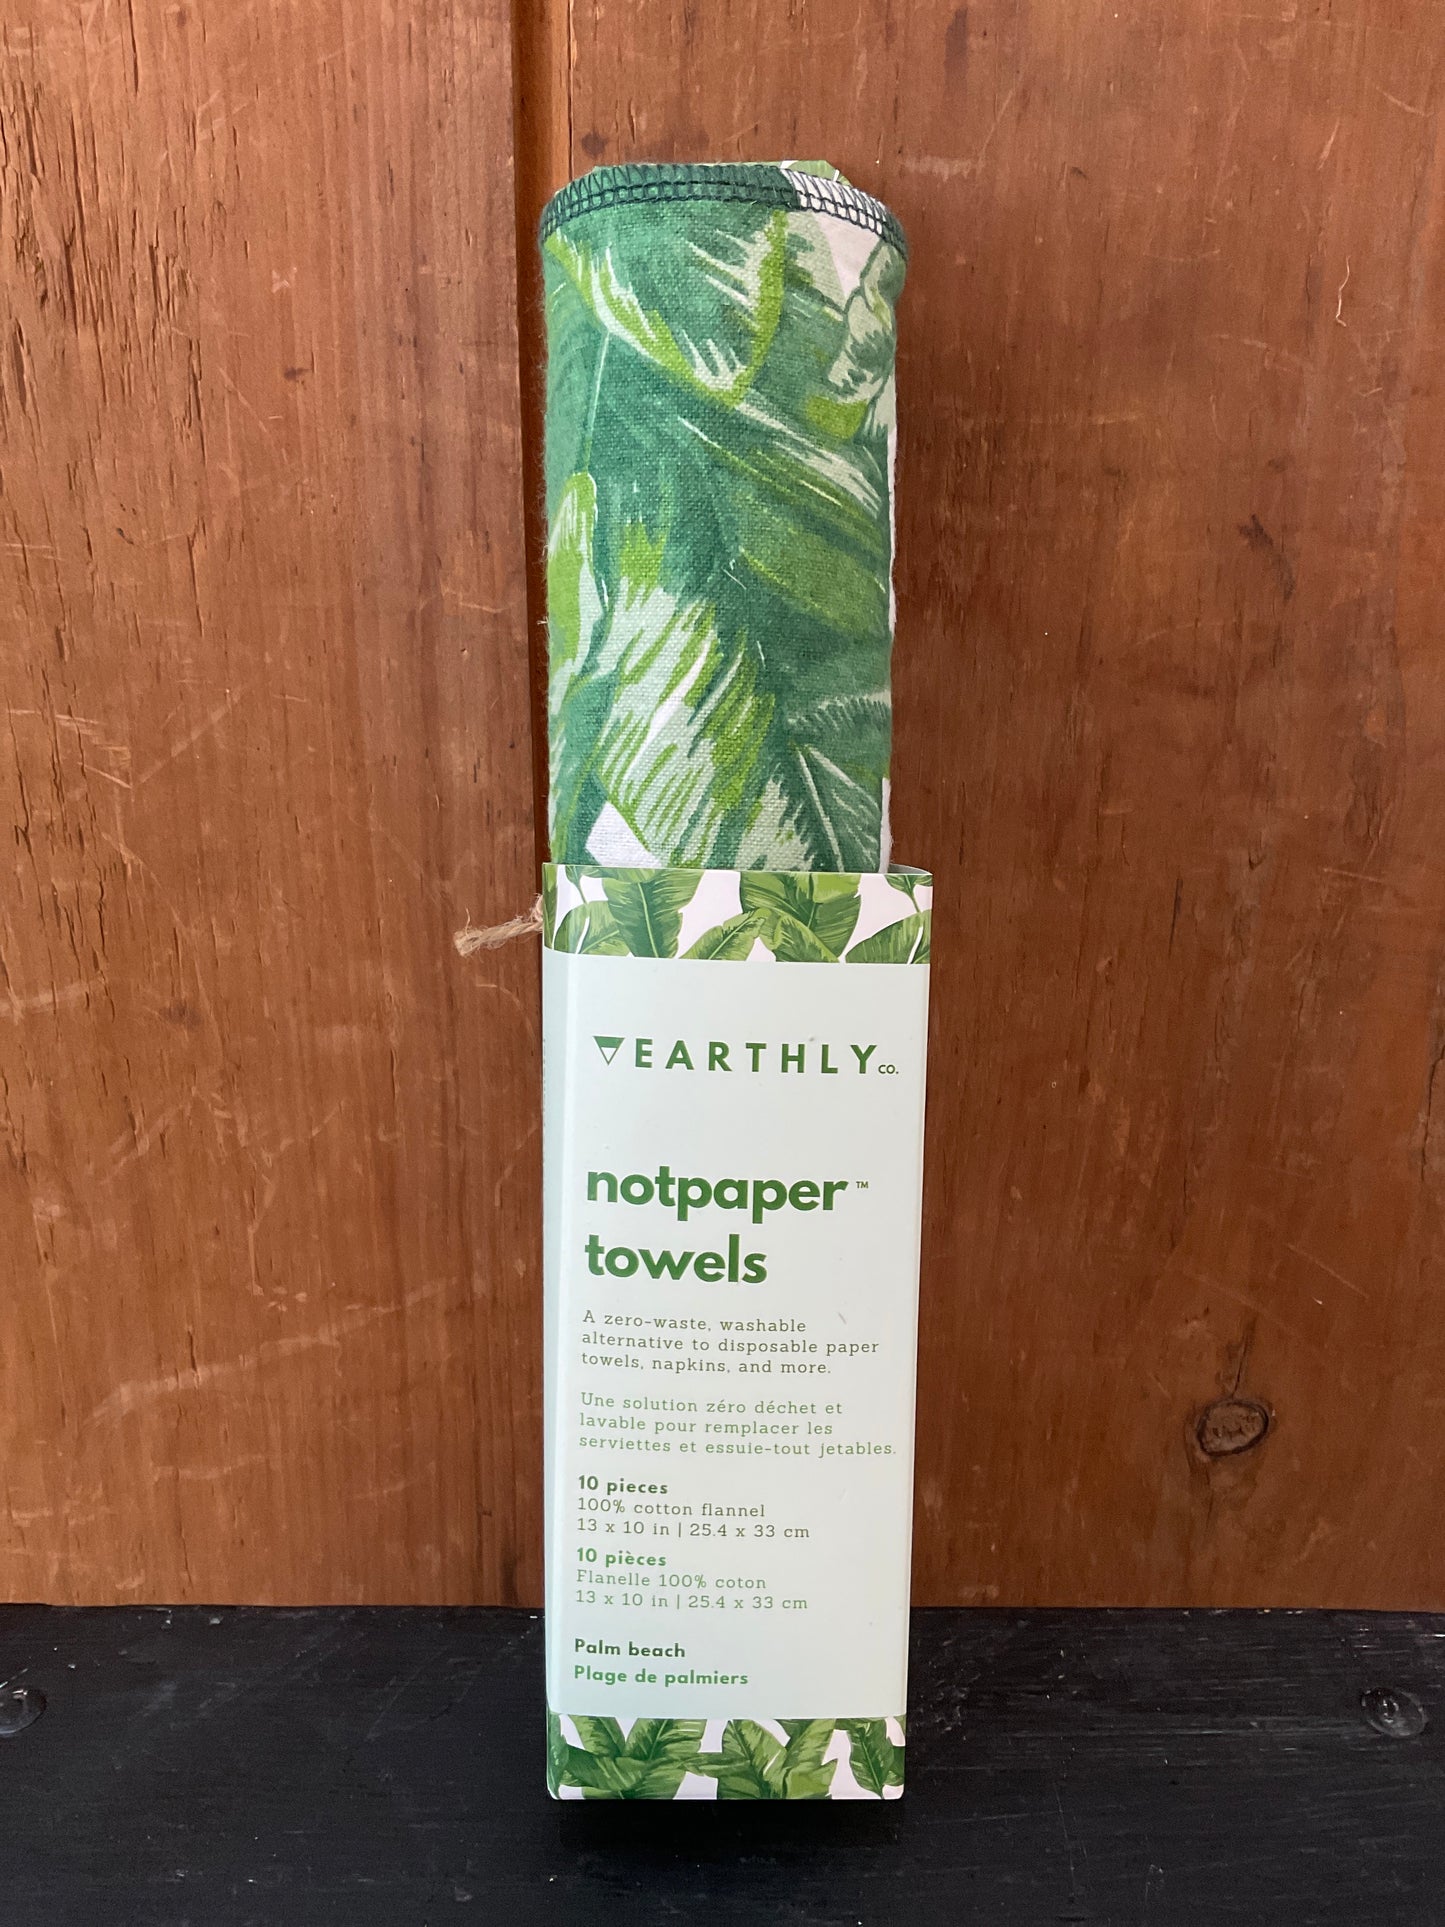 EARTHLY CO.
notpaper™
towels
A zero-waste, washable
alternative to disposable paper
towels, napkins, and more.
Une solution zéro déchet et
lavable pour remplacer les
serviettes et essuie-tout jetables.
10 pieces
100% cotton flannel
13 x 10 in | 25.4 x 33 cm
10 pièces
Flanelle 100% coton
13 x 10 in | 25.4 x 33 cm
Palm beach
Plage de palmiers